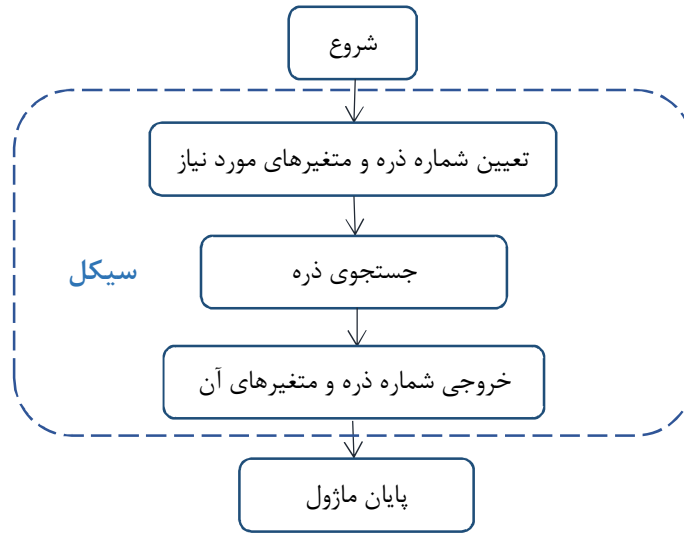 شروع
تعیین شماره ذره و متغیرهای مورد نیاز
جستجوی ذره
سیکل
خروجی شماره ذره و متغیرهای آن
پایان ماژول